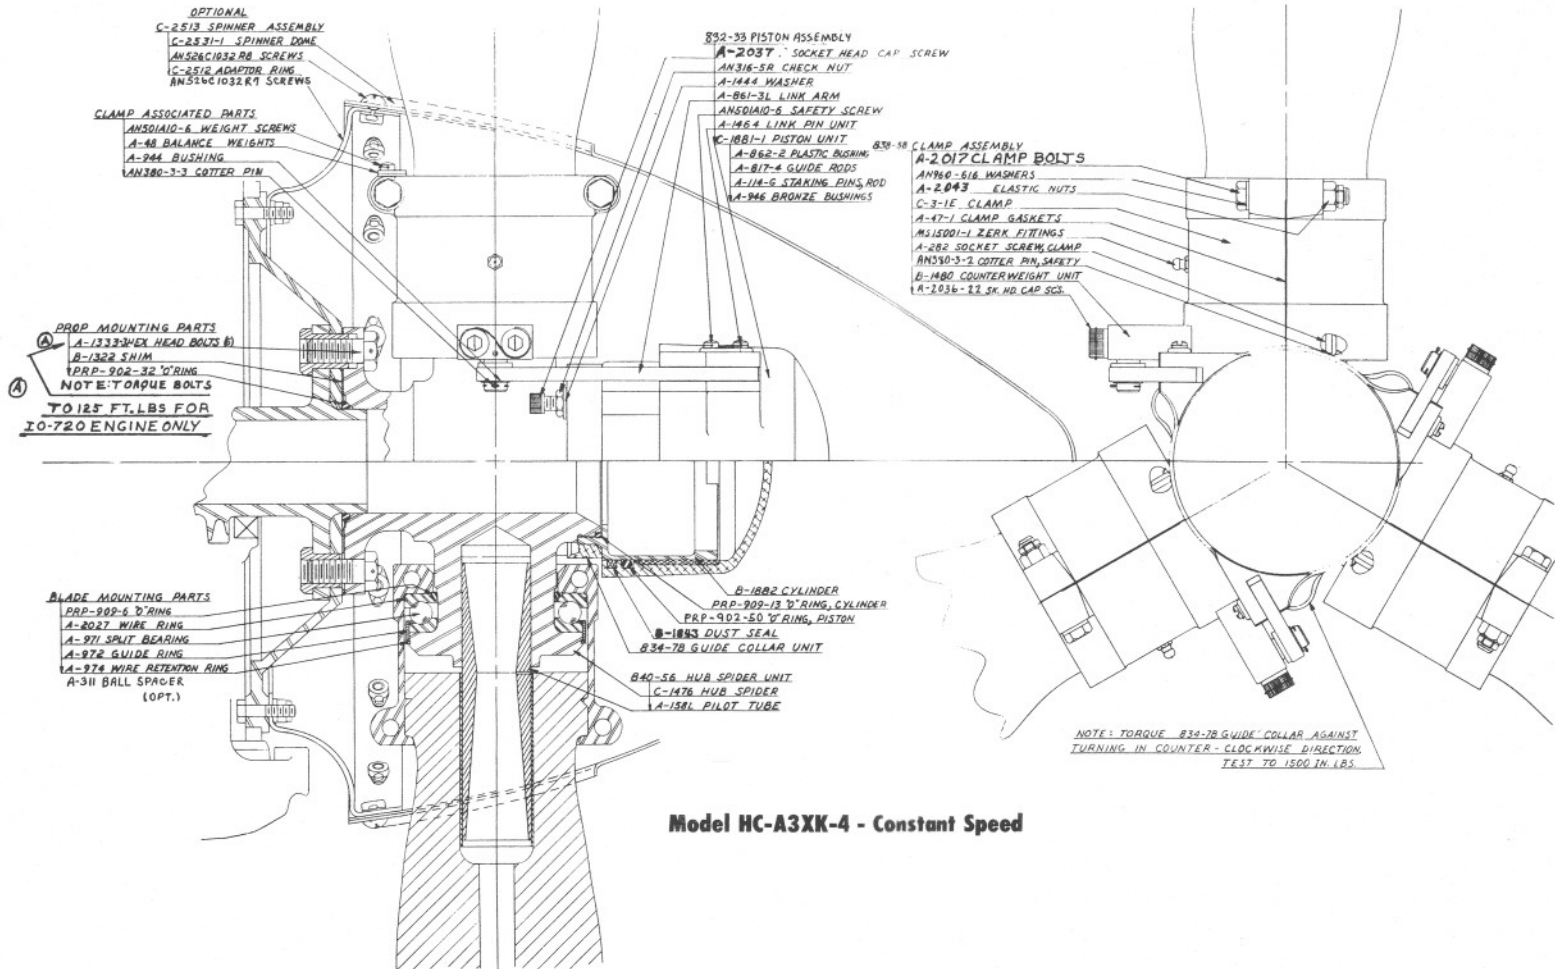 OPTIONAL
C-2513 SPINNER ASSEMBLY
C-2531-1 SPINNER DOME
AN526C1032R8 SCREWS
C-2512 ADAPTOR RING
AN526C1032R7 SCREWS
CLAMP ASSOCIATED PARTS
AN501A10-6 WEIGHT SCREWS
A-48 BALANCE WEIGHTS
A-944 BUSHING
AN380-3-3 COTTER PIN
PROP MOUNTING PARTS
HEX HEAD BOLTS
B-1322 SHIM
PRP-902-32 "O" RING
A
A
NOTE: TORQUE BOLTS
TO 125 FT. LBS FOR
IO-720 ENGINE ONLY
BLADE MOUNTING PARTS
PRP-909-6 "O" RING
A-2027 WIRE RING
A-971 SPLIT BEARING
A-972 GUIDE RING
A-974 WIRE RETENTION RING
A-311 BALL SPACER
(OPT.)
832-33 PISTON ASSEMBLY
A-2037 SOCKET HEAD CAP SCREW
AN316-5R CHECK NUT
A-1444 WASHER
A-861-3L LINK ARM
AN501A10-6 SAFETY SCREW
A-1464 LINK PIN UNIT
C-1881-1 PISTON UNIT
A-862-2 PLASTIC BUSHING
A-817-4 GUIDE RODS
A-114-G STAKING PINS, ROD
A-946 BRONZE BUSHINGS
838-58 CLAMP ASSEMBLY
A-2017 CLAMP BOLTS
AN960-616 WASHERS
A-2043 ELASTIC NUTS
C-3-1E CLAMP
A-47-1 CLAMP GASKETS
MS15001-1 ZERK FITTINGS
A-282 SOCKET SCREW, CLAMP
AN380-3-2 COTTER PIN, SAFETY
B-1480 COUNTERWEIGHT UNIT
A-2036-22 SK. HD. CAP SCS.
B-1882 CYLINDER
PRP-909-13 "O" RING, CYLINDER
PRP-902-50 "O" RING, PISTON
B-1843 DUST SEAL
834-78 GUIDE COLLAR UNIT
840-56 HUB SPIDER UNIT
C-1476 HUB SPIDER
A-1581 PILOT TUBE
NOTE: TORQUE 834-78 GUIDE COLLAR AGAINST
TURNING IN COUNTER-CLOCKWISE DIRECTION.
TEST TO 1500 IN. LBS.
Model HC-A3XK-4 - Constant Speed